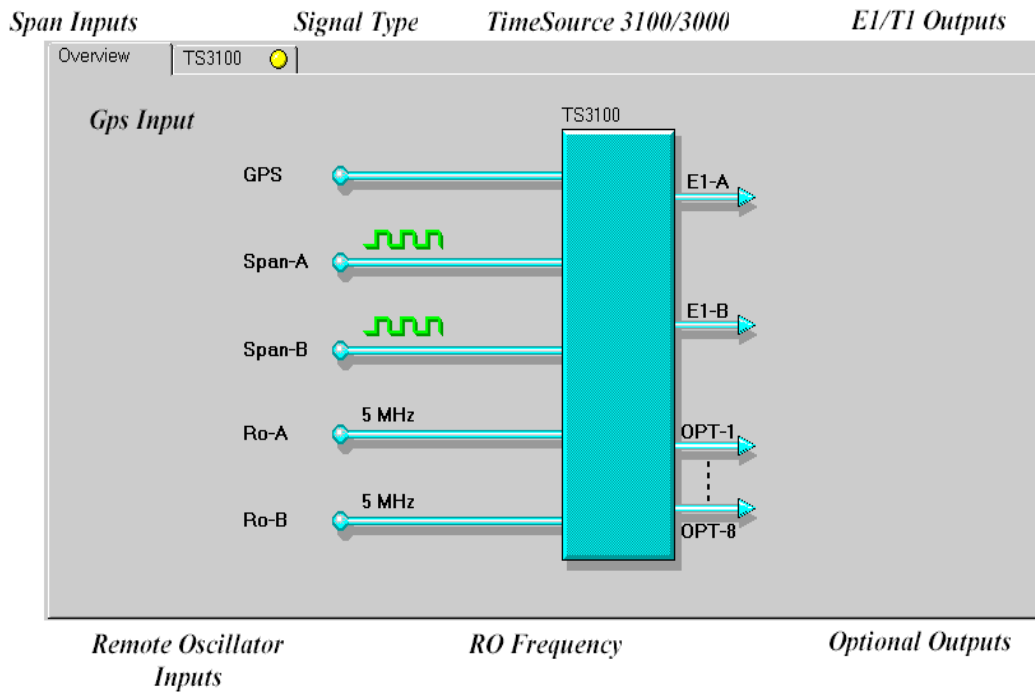 Span Inputs Signal Type TimeSource 3100/3000 E1/T1 Outputs
Overview TS3100
Gps Input
TS3100
GPS
E1-A
Span-A
E1-B
Span-B
5 MHz
Ro-A
OPT-1
5 MHz
Ro-B
OPT-8
Remote Oscillator
Inputs
RO Frequency
Optional Outputs